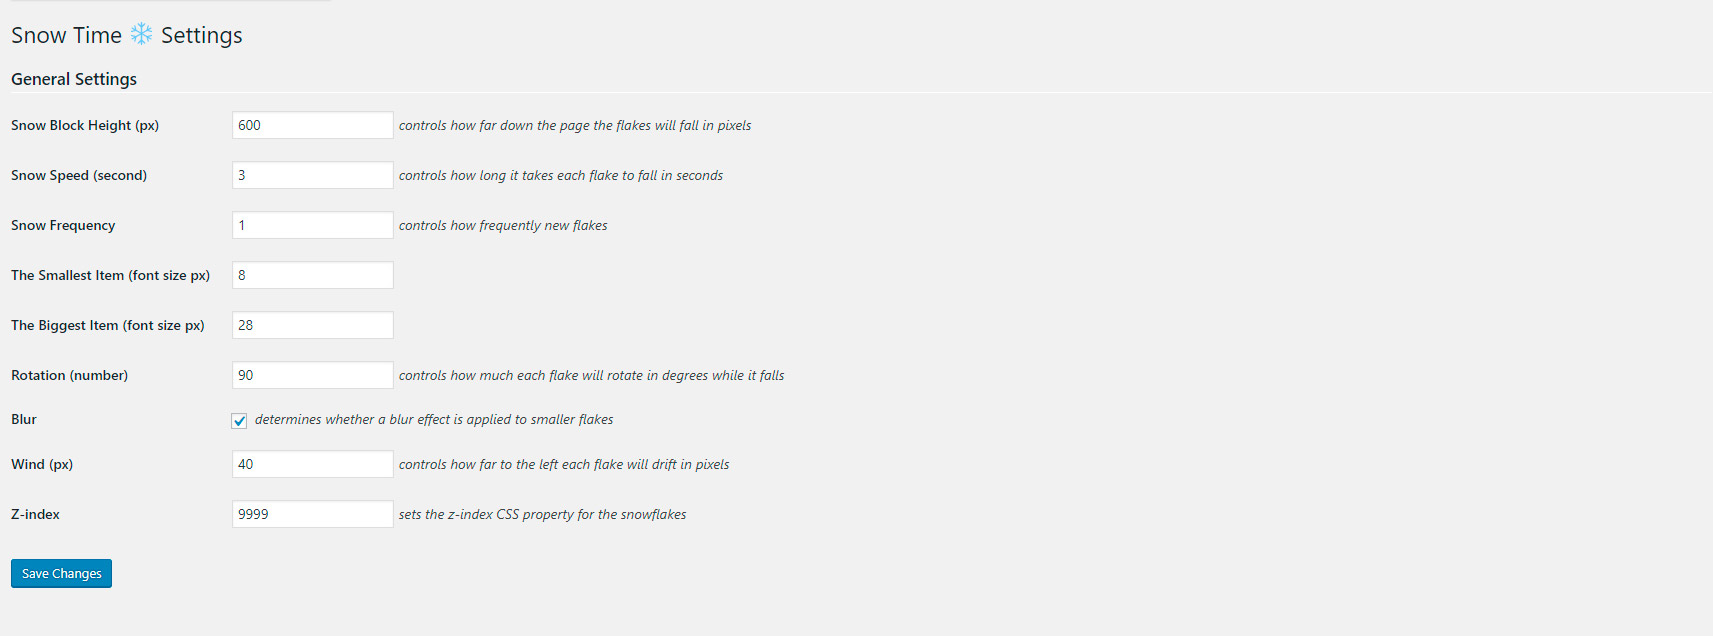 Snow Time ❄ Settings
General Settings
Snow Block Height (px) 600 controls how far down the page the flakes will fall in pixels
Snow Speed (second) 3 controls how long it takes each flake to fall in seconds
Snow Frequency 1 controls how frequently new flakes
The Smallest Item (font size px) 8
The Biggest Item (font size px) 28
Rotation (number) 90 controls how much each flake will rotate in degrees while it falls
Blur determines whether a blur effect is applied to smaller flakes
Wind (px) 40 controls how far to the left each flake will drift in pixels
Z-index 9999 sets the z-index CSS property for the snowflakes
Save Changes